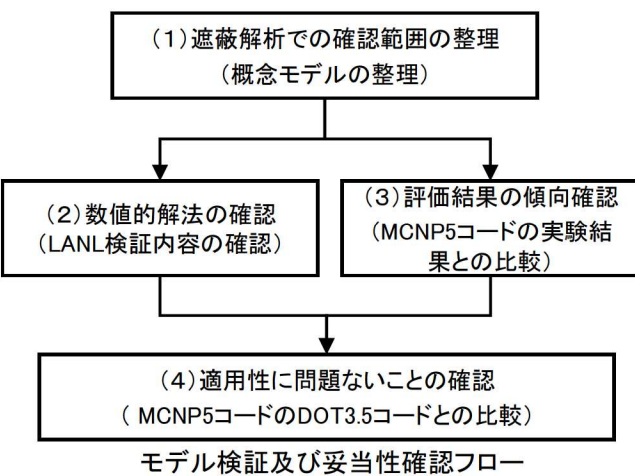 (1)遮蔽解析での確認範囲の整理
(概念モデルの整理)
(2)数値的解法の確認
(LANL検証内容の確認)
(3)評価結果の傾向確認
(MCNP5コードの実験結
果との比較)
(4)適用性に問題ないことの確認
( MCNP5コードのDOT3.5コードとの比較)
モデル検証及び妥当性確認フロー